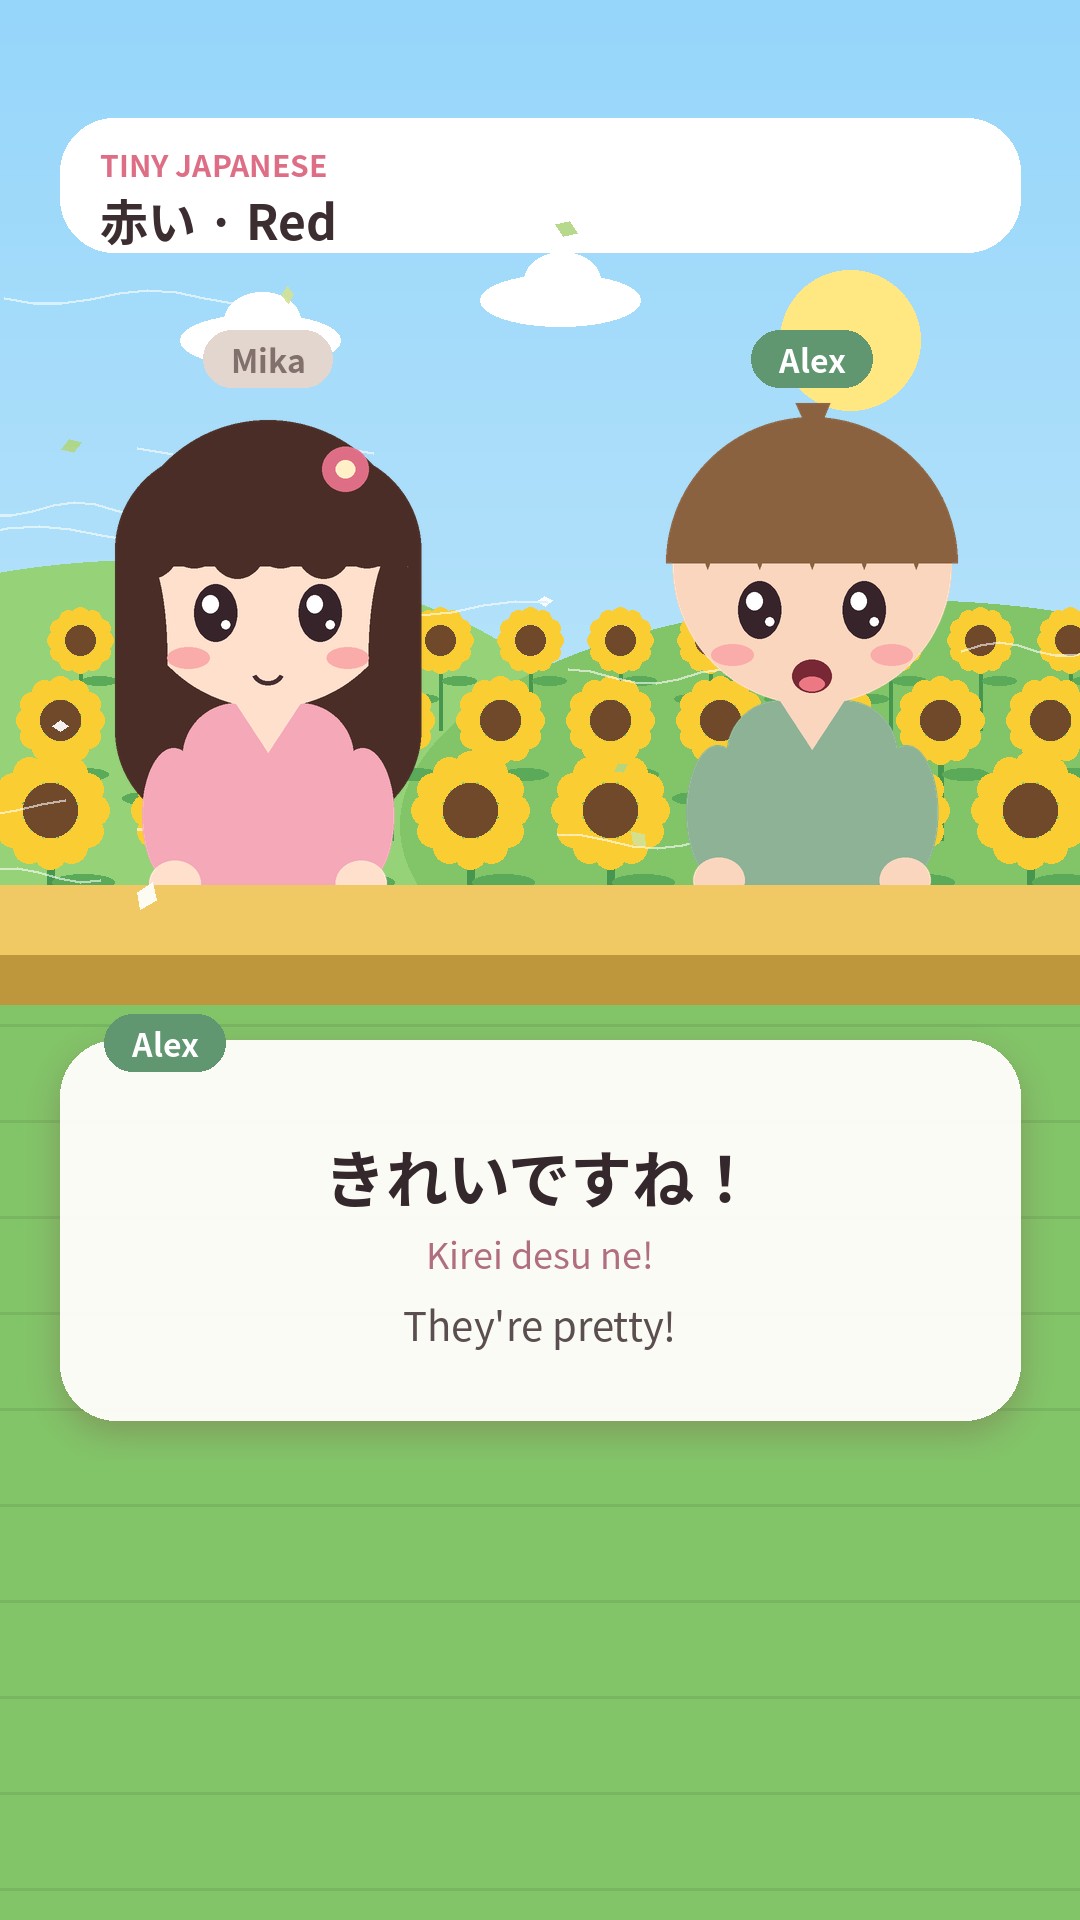 TINY JAPANESE
赤い · Red
Mika
Alex
Alex
きれいですね！
Kirei desu ne!
They're pretty!